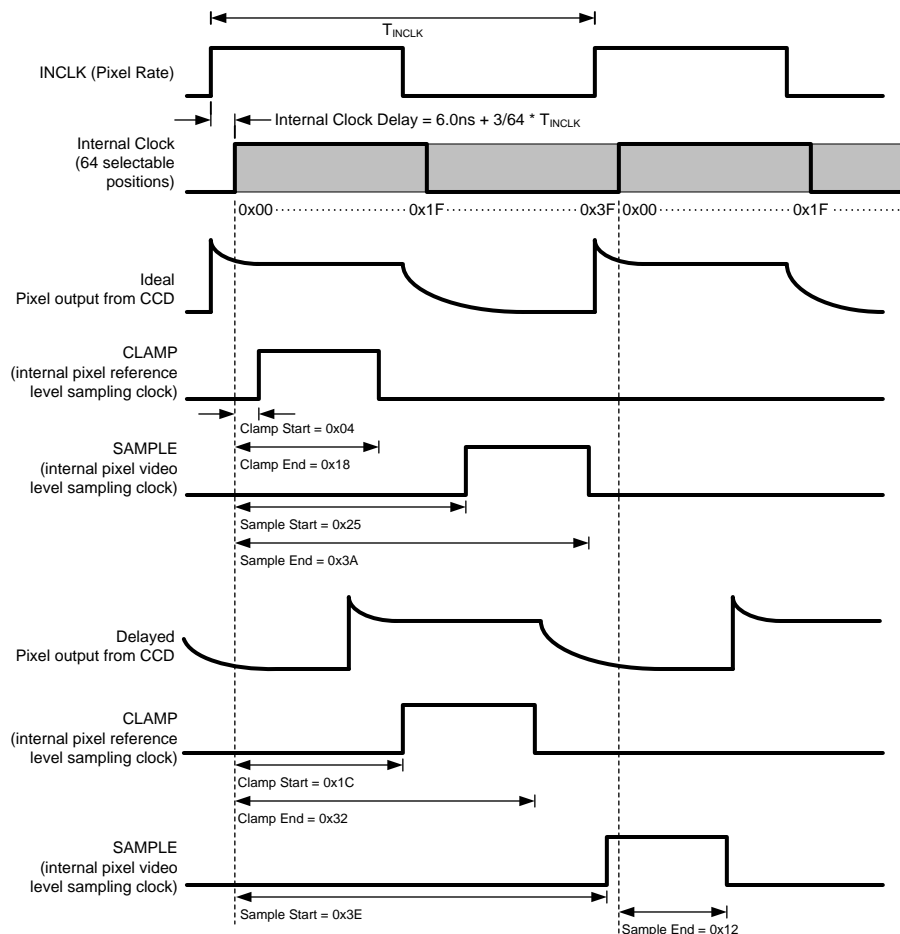 T_INCLK
INCLK (Pixel Rate)
Internal Clock Delay = 6.0ns + 3/64 * T_INCLK
Internal Clock
(64 selectable
positions)
0x00 0x1F 0x3F 0x00 0x1F
Ideal
Pixel output from CCD
CLAMP
(internal pixel reference
level sampling clock)
Clamp Start = 0x04
Clamp End = 0x18
SAMPLE
(internal pixel video
level sampling clock)
Sample Start = 0x25
Sample End = 0x3A
Delayed
Pixel output from CCD
CLAMP
(internal pixel reference
level sampling clock)
Clamp Start = 0x1C
Clamp End = 0x32
SAMPLE
(internal pixel video
level sampling clock)
Sample Start = 0x3E
Sample End = 0x12